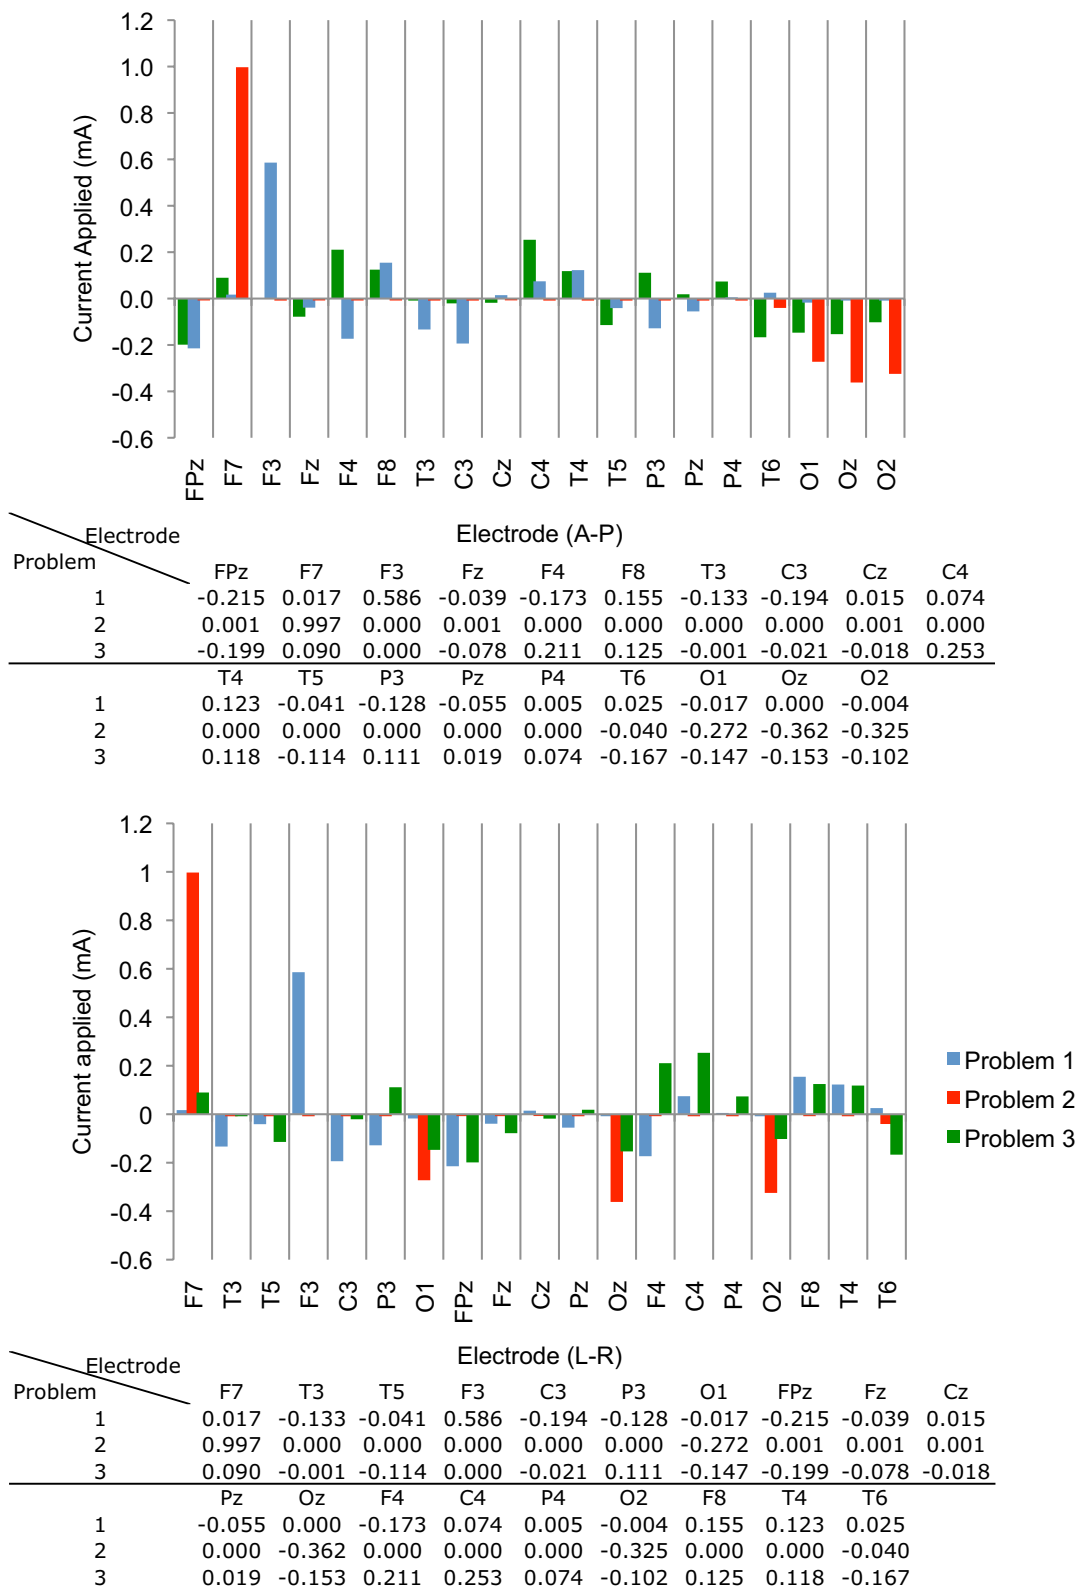 1.2
1.0
0.8
0.6
0.4
0.2
0.0
-0.2
-0.4
-0.6
Current Applied (mA)
FPz F7 F3 Fz F4 F8 T3 C3 Cz C4 T4 T5 P3 Pz P4 T6 O1 Oz O2
Electrode (A-P)
Electrode
Problem
FPz F7 F3 Fz F4 F8 T3 C3 Cz C4
1 -0.215 0.017 0.586 -0.039 -0.173 0.155 -0.133 -0.194 0.015 0.074
2 0.001 0.997 0.000 0.001 0.000 0.000 0.000 0.000 0.001 0.000
3 -0.199 0.090 0.000 -0.078 0.211 0.125 -0.001 -0.021 -0.018 0.253
T4 T5 P3 Pz P4 T6 O1 Oz O2
1 0.123 -0.041 -0.128 -0.055 0.005 0.025 -0.017 0.000 -0.004
2 0.000 0.000 0.000 0.000 0.000 -0.040 -0.272 -0.362 -0.325
3 0.118 -0.114 0.111 0.019 0.074 -0.167 -0.147 -0.153 -0.102
1.2
1
0.8
0.6
0.4
0.2
0
-0.2
-0.4
-0.6
Current applied (mA)
F7 T3 T5 F3 C3 P3 O1 FPz Fz Cz Pz Oz F4 C4 P4 O2 F8 T4 T6
Problem 1
Problem 2
Problem 3
Electrode (L-R)
Electrode
Problem
F7 T3 T5 F3 C3 P3 O1 FPz Fz Cz
1 0.017 -0.133 -0.041 0.586 -0.194 -0.128 -0.017 -0.215 -0.039 0.015
2 0.997 0.000 0.000 0.000 0.000 0.000 -0.272 0.001 0.001 0.001
3 0.090 -0.001 -0.114 0.000 -0.021 0.111 -0.147 -0.199 -0.078 -0.018
Pz Oz F4 C4 P4 O2 F8 T4 T6
1 -0.055 0.000 -0.173 0.074 0.005 -0.004 0.155 0.123 0.025
2 0.000 -0.362 0.000 0.000 0.000 -0.325 0.000 0.000 -0.040
3 0.019 -0.153 0.211 0.253 0.074 -0.102 0.125 0.118 -0.167